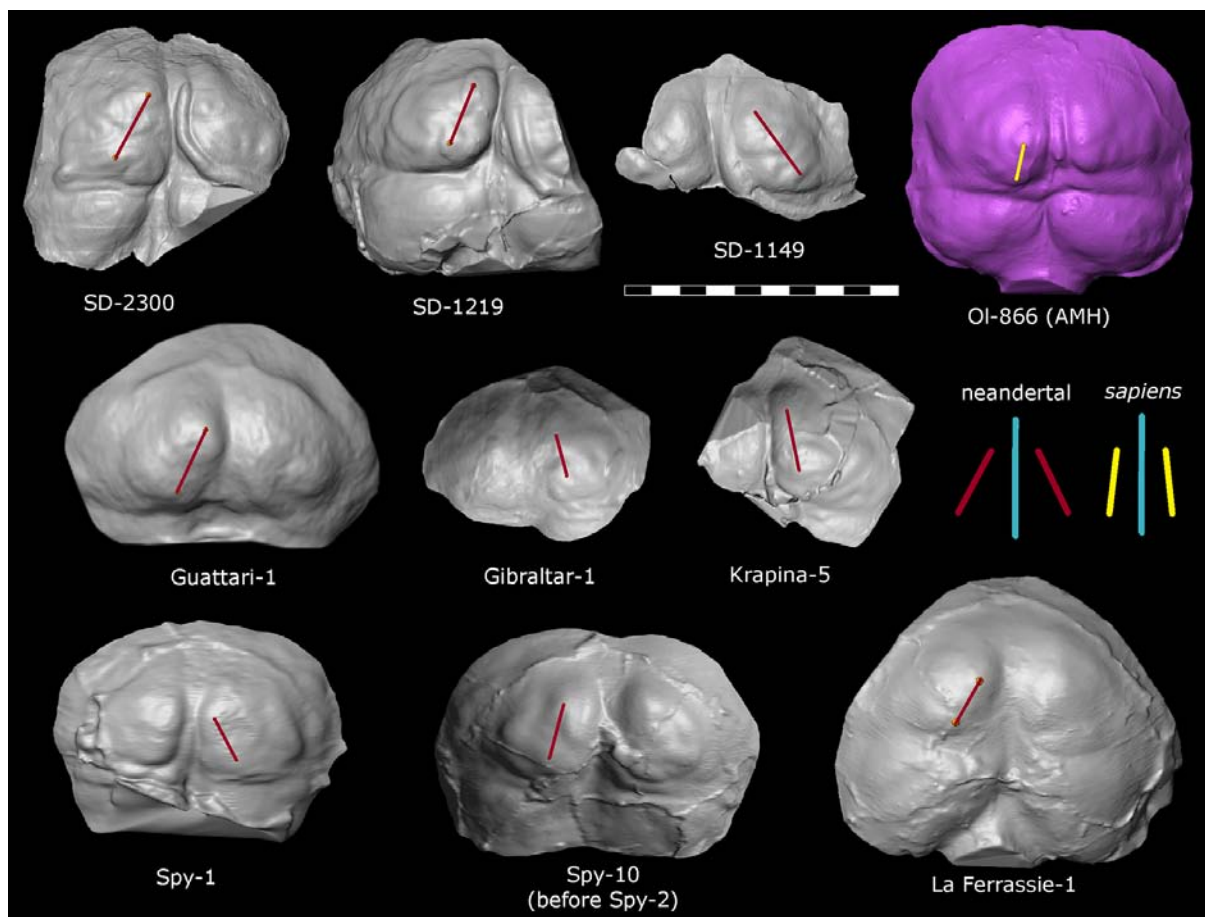 SD-2300
SD-1219
SD-1149
OI-866 (AMH)
neandertal
sapiens
Guattari-1
Gibraltar-1
Krapina-5
Spy-1
Spy-10
(before Spy-2)
La Ferrassie-1